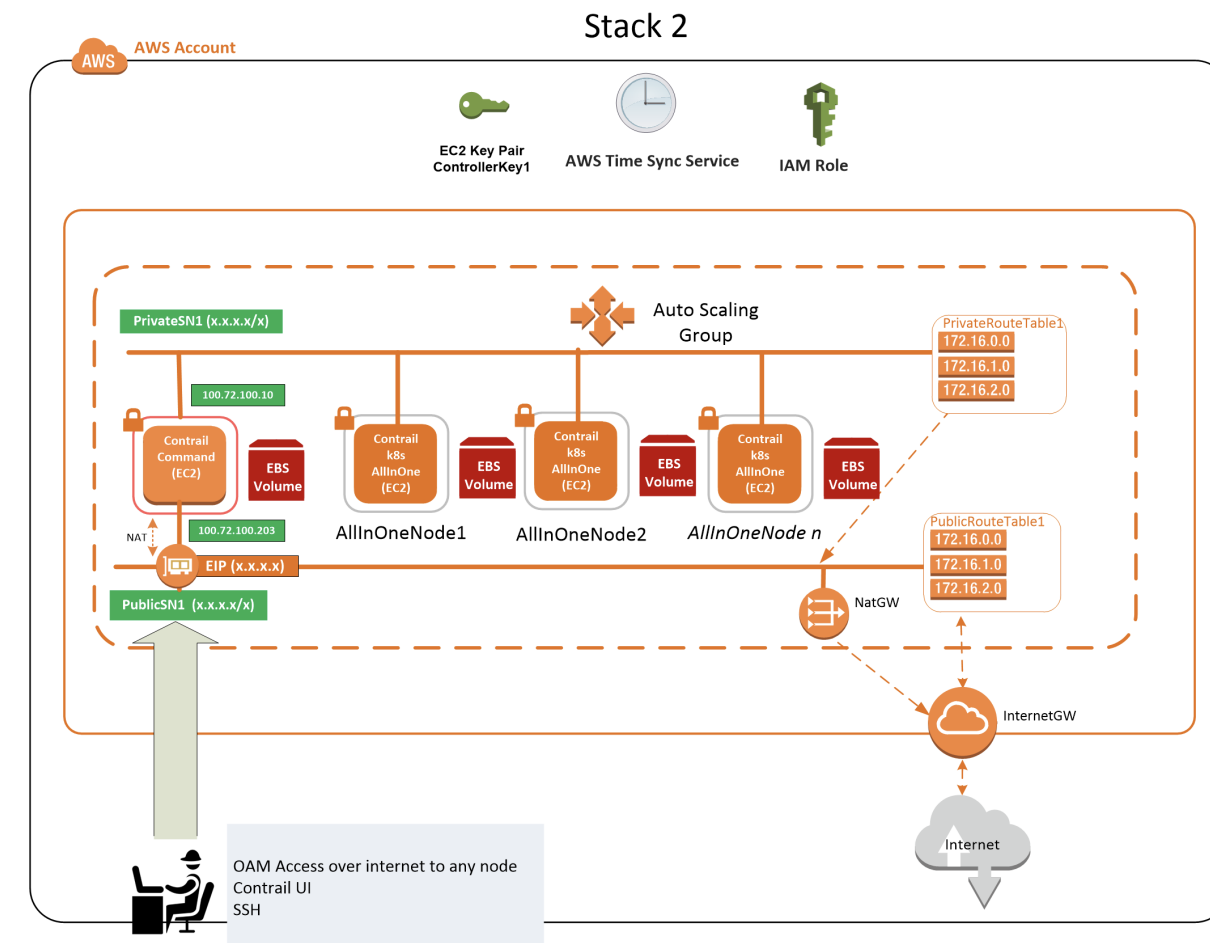 Stack 2
AWS
AWS Account
EC2 Key Pair
ControllerKey1
AWS Time Sync Service
IAM Role
PrivateSN1 (x.x.x.x/x)
Auto Scaling
Group
PrivateRouteTable1
172.16.0.0
172.16.1.0
172.16.2.0
100.72.100.10
Contrail
Command
(EC2)
EBS
Volume
Contrail
k8s
AllInOne
(EC2)
EBS
Volume
Contrail
k8s
AllInOne
(EC2)
EBS
Volume
Contrail
k8s
AllInOne
(EC2)
EBS
Volume
100.72.100.203
AllInOneNode1
AllInOneNode2
AllInOneNode n
NAT
EIP (x.x.x.x)
PublicRouteTable1
172.16.0.0
172.16.1.0
172.16.2.0
PublicSN1 (x.x.x.x/x)
NatGW
InternetGW
Internet
OAM Access over internet to any node
Contrail UI
SSH